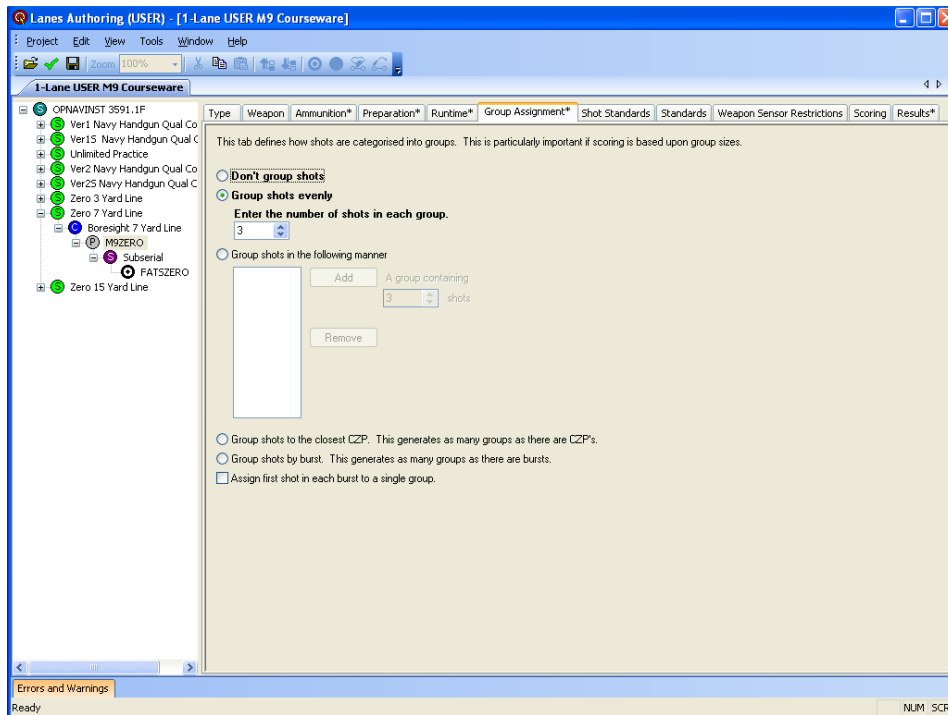 Lanes Authoring (USER) - [1-Lane USER M9 Courseware]
Project Edit View Tools Window Help
Zoom 100%
1-Lane USER M9 Courseware
OPNAVINST 3591.1F
Ver1 Navy Handgun Qual Co
Ver1S Navy Handgun Qual C
Unlimited Practice
Ver2 Navy Handgun Qual Co
Ver2S Navy Handgun Qual C
Zero 3 Yard Line
Zero 7 Yard Line
Boresight 7 Yard Line
M9ZERO
Subserial
FATSZERO
Zero 15 Yard Line
Type Weapon Ammunition* Preparation* Runtime* Group Assignment* Shot Standards Standards Weapon Sensor Restrictions Scoring Results*
This tab defines how shots are categorised into groups. This is particularly important if scoring is based upon group sizes.
Don't group shots
Group shots evenly
Enter the number of shots in each group.
3
Group shots in the following manner
Add A group containing
3 shots
Remove
Group shots to the closest CZP. This generates as many groups as there are CZP's.
Group shots by burst. This generates as many groups as there are bursts.
Assign first shot in each burst to a single group.
Errors and Warnings
Ready NUM SCR